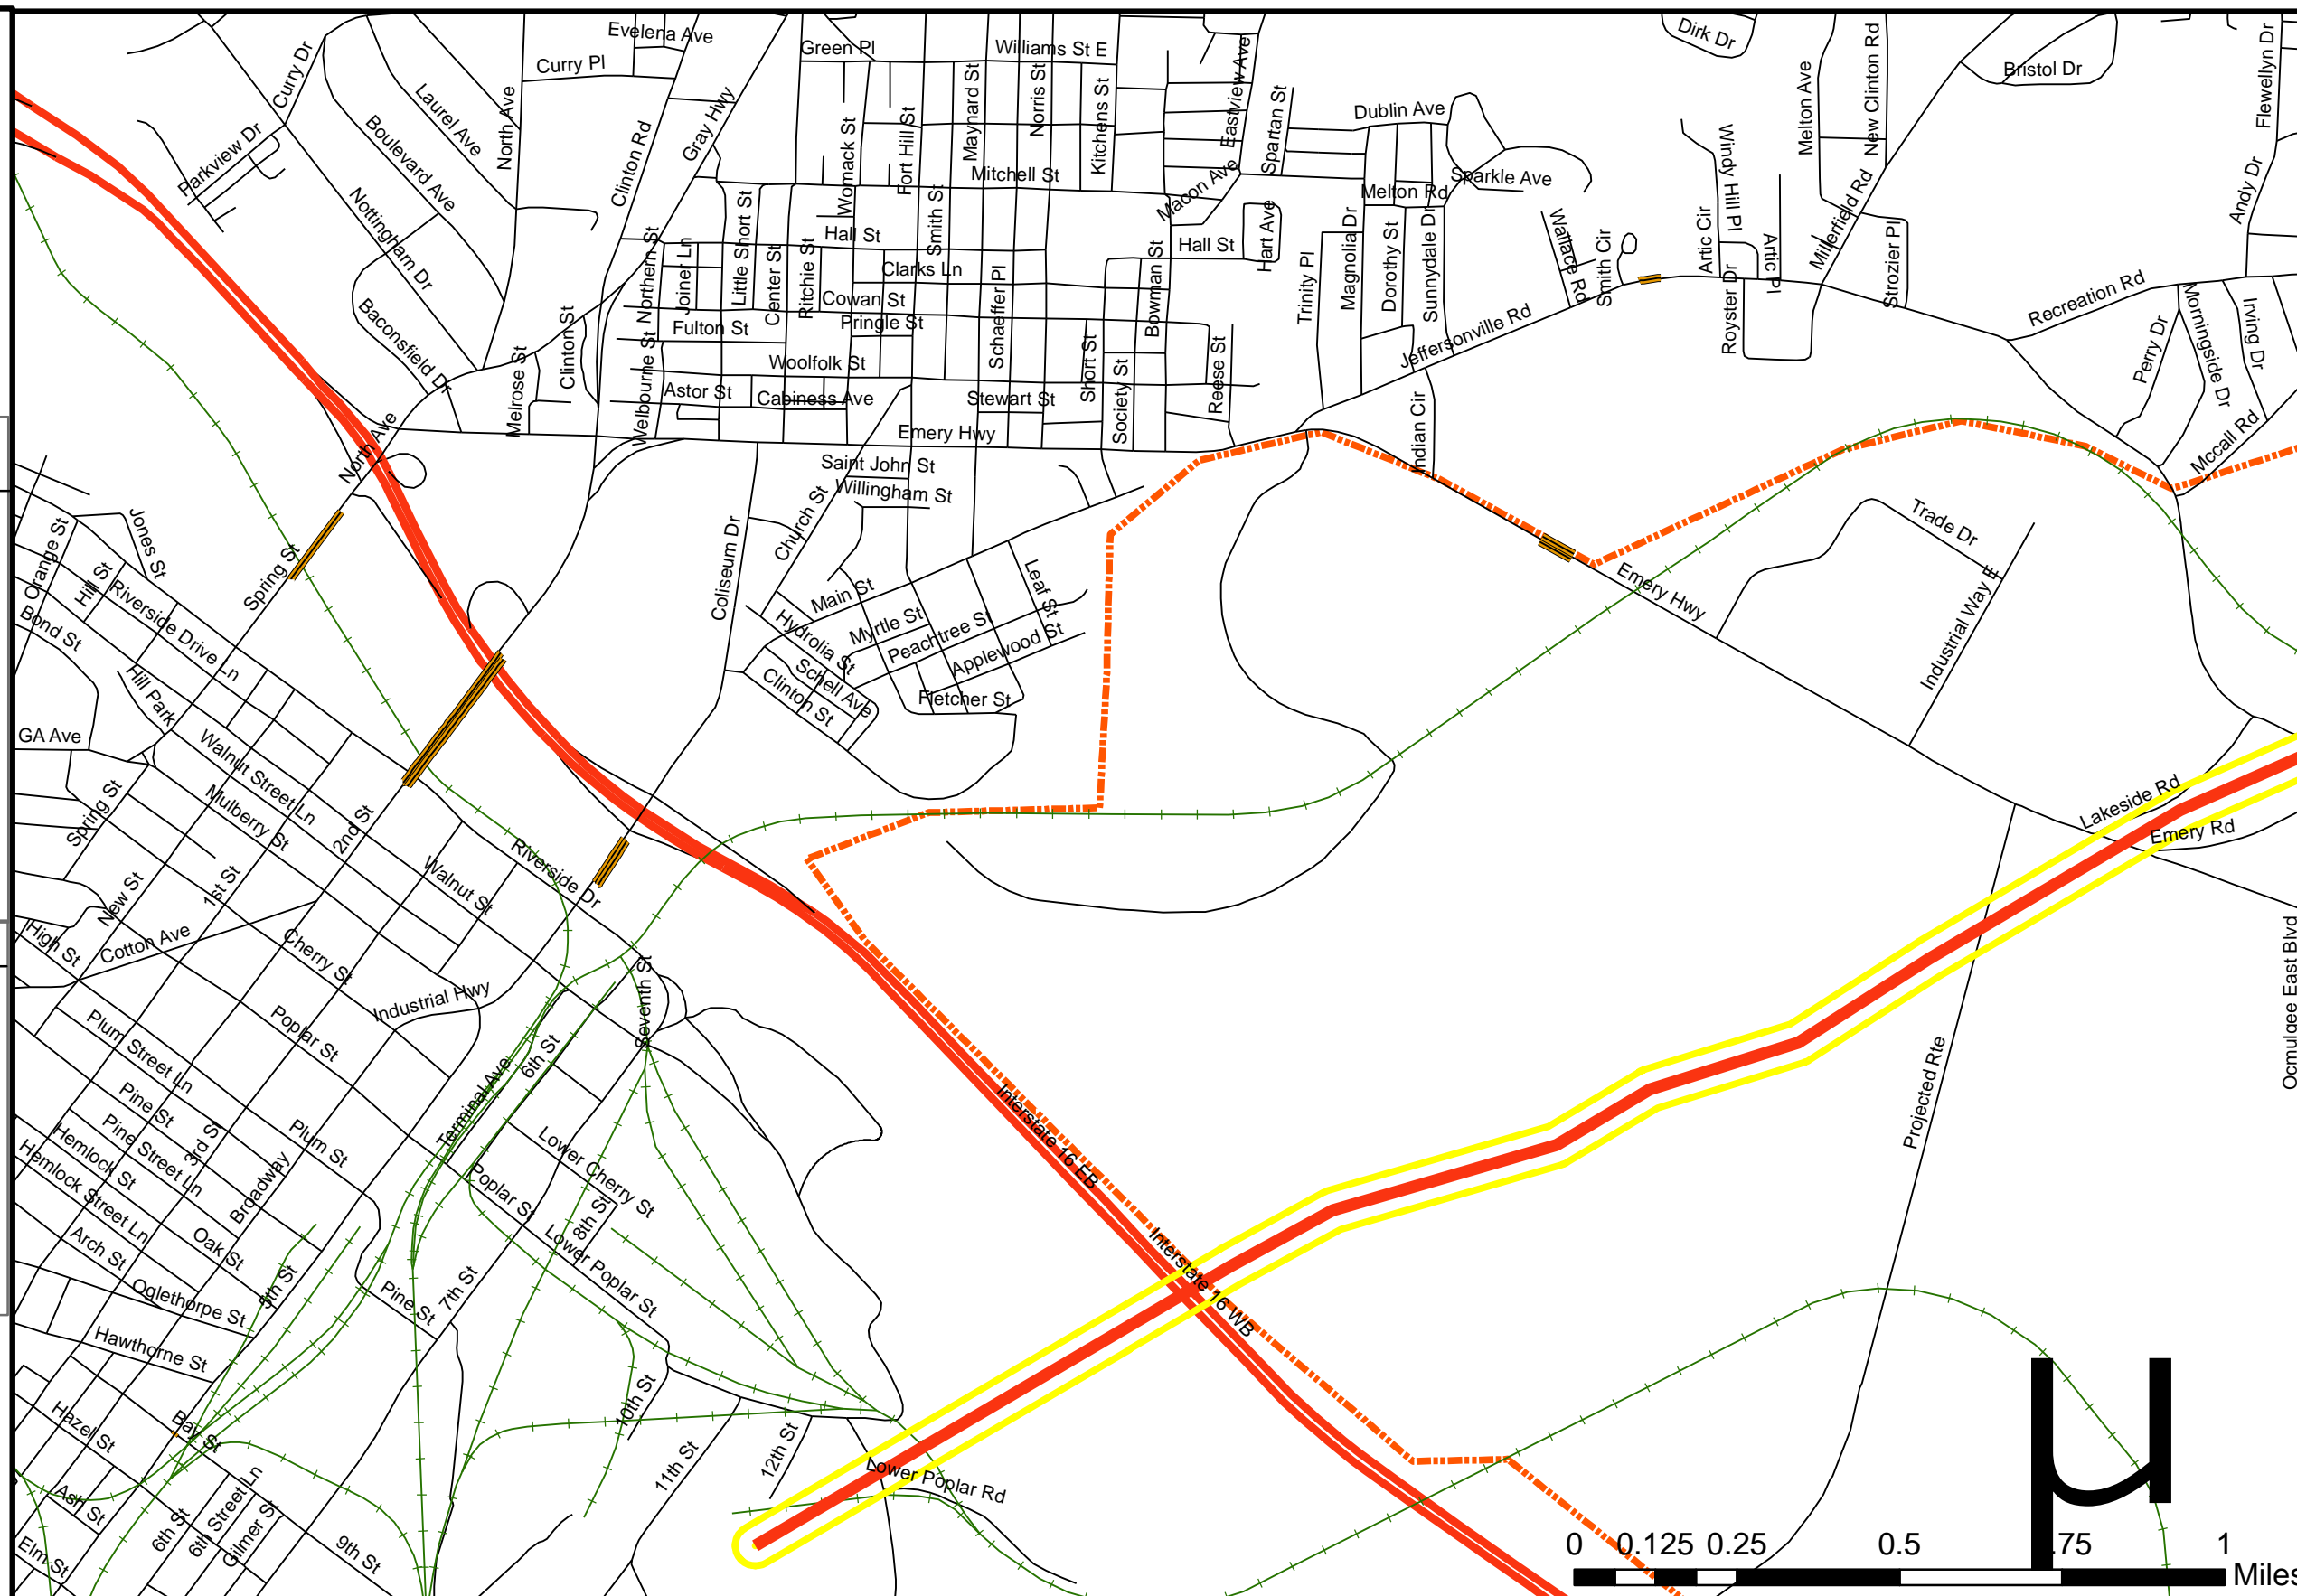 Evelena Ave
Green Pl
Williams St E
Dirk Dr
Curry Dr
Curry Pl
Laurel Ave
North Ave
Boulevard Ave
Parkview Dr
Nottingham Dr
Clinton Rd
Gray Hwy
Womack St
Fort Hill St
Maynard St
Norris St
Kitchens St
Mitchell St
Eastview Ave
Spartan St
Macon Ave
Dublin Ave
Melton Rd
Sparkle Ave
Melton Ave
New Clinton Rd
Bristol Dr
Flewellyn Dr
Andy Dr
Windy Hill Pl
Millerfield Rd
Artic Cir
Artic Pl
Royster Dr
Strozier Pl
Wallace Rd
Smith Cir
Recreation Rd
Morningside Dr
Irving Dr
Perry Dr
Mccall Rd
Northern St
Joiner Ln
Little Short St
Center St
Ritchie St
Hall St
Smith St
Clarks Ln
Cowan St
Pringle St
Schaeffer Pl
Hall St
Hart Ave
Bowman St
Trinity Pl
Magnolia Dr
Dorothy St
Sunnydale Dr
Jeffersonville Rd
Baconsfield Dr
Melrose St
Clinton St
Fulton St
Welbourne St
Woolfolk St
Astor St
Cabiness Ave
Stewart St
Short St
Society St
Reese St
Emery Hwy
Indian Cir
North Ave
Saint John St
Willingham St
Church St
Coliseum Dr
Jones St
Orange St
Hill St
Spring St
Riverside Drive Ln
Bond St
Hill Park
Main St
Leaf St
Hydrolia St
Myrtle St
Peachtree St
Applewood St
Schell Ave
Clinton St
Fletcher St
Emery Hwy
Trade Dr
Industrial Way E
GA Ave
Walnut Street Ln
Mulberry St
Spring St
2nd St
Riverside Dr
Walnut St
New St
1st St
Lakeside Rd
Emery Rd
High St
Cotton Ave
Cherry St
Industrial Hwy
Seventh St
Ocmulgee East Blvd
Poplar St
Plum Street Ln
6th St
Terminal Ave
Projected Rte
Pine St
Pine Street Ln
Plum St
3rd St
Hemlock St
Hemlock Street Ln
Broadway
Lower Cherry St
Poplar St
8th St
Lower Poplar St
Interstate 16 EB
Interstate 16 WB
Arch St
Oak St
Oglethorpe St
5th St
Pine St
7th St
Hawthorne St
Hazel St
Bay St
10th St
11th St
12th St
Lower Poplar Rd
Ash St
Elm St
6th St
6th Street Ln
Gilmer St
9th St
0 0.125 0.25 0.5 .75 1
Miles